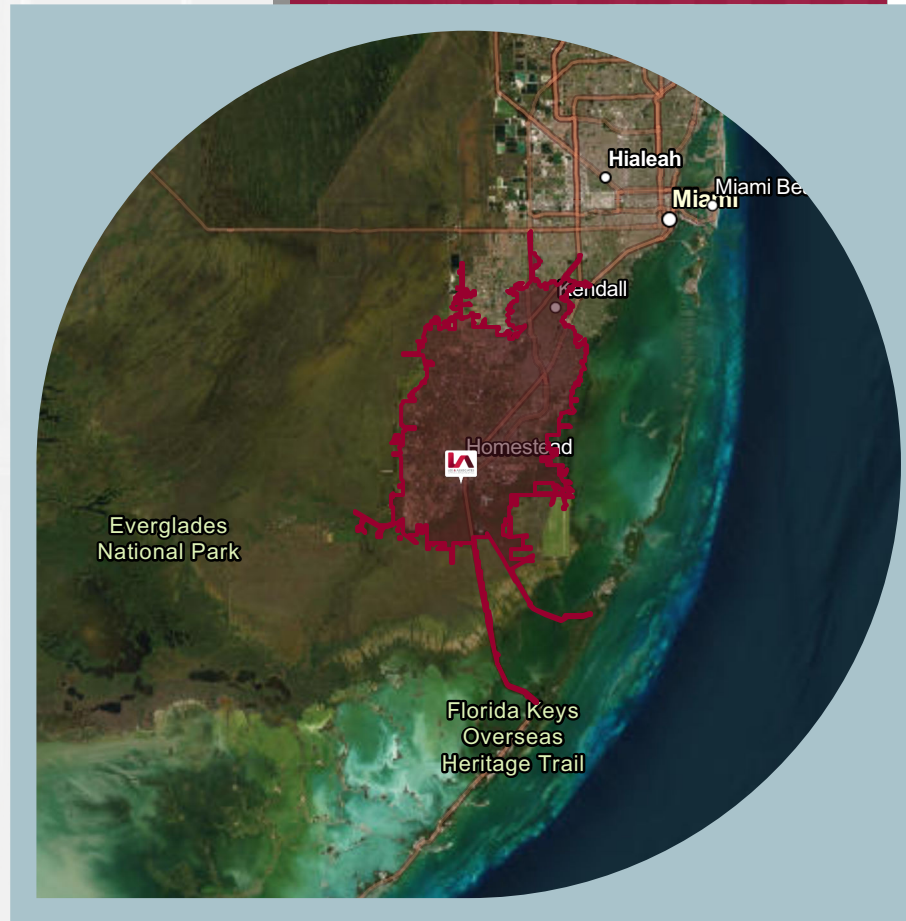 Hialeah
Miami Be
Miami
Kendall
Homestead
Everglades
National Park
Florida Keys
Overseas
Heritage Trail